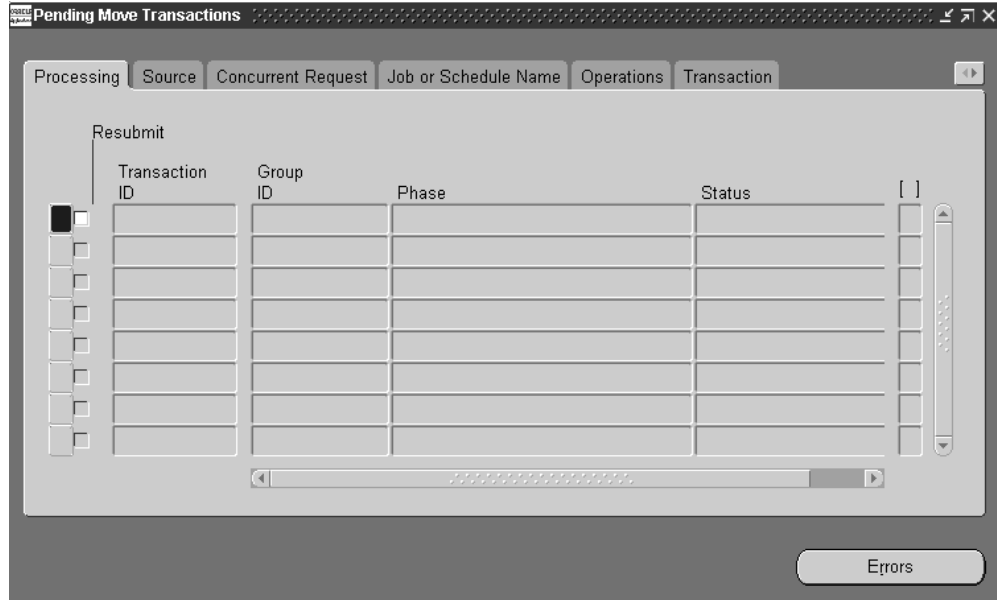 Pending Move Transactions
Processing Source Concurrent Request Job or Schedule Name Operations Transaction
Resubmit
Transaction Group
ID ID Phase Status [ ]
Errors